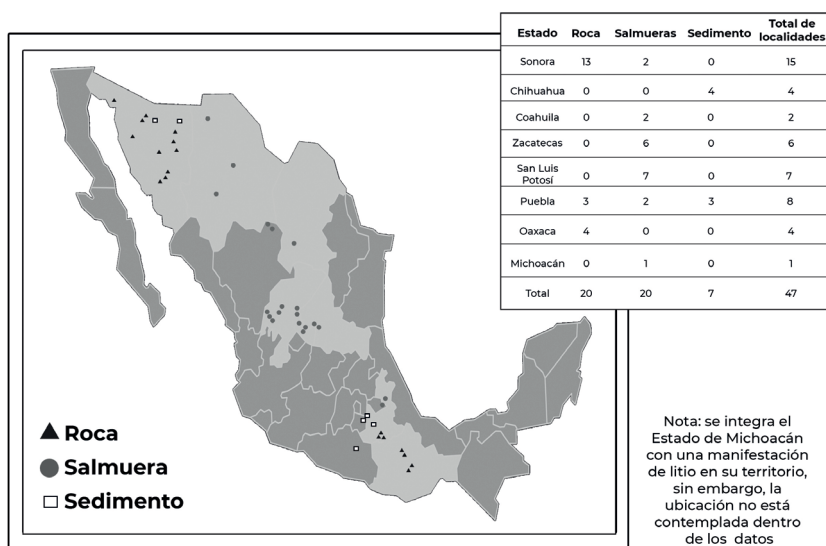 Estado Roca Salmueras Sedimento Total de localidades
Sonora 13 2 0 15
Chihuahua 0 0 4 4
Coahuila 0 2 0 2
Zacatecas 0 6 0 6
San Luis Potosí 0 7 0 7
Puebla 3 2 3 8
Oaxaca 4 0 0 4
Michoacán 0 1 0 1
Total 20 20 7 47
Roca
Salmuera
Sedimento
Nota: se integra el
Estado de Michoacán
con una manifestación
de litio en su territorio,
sin embargo, la
ubicación no está
contemplada dentro
de los datos